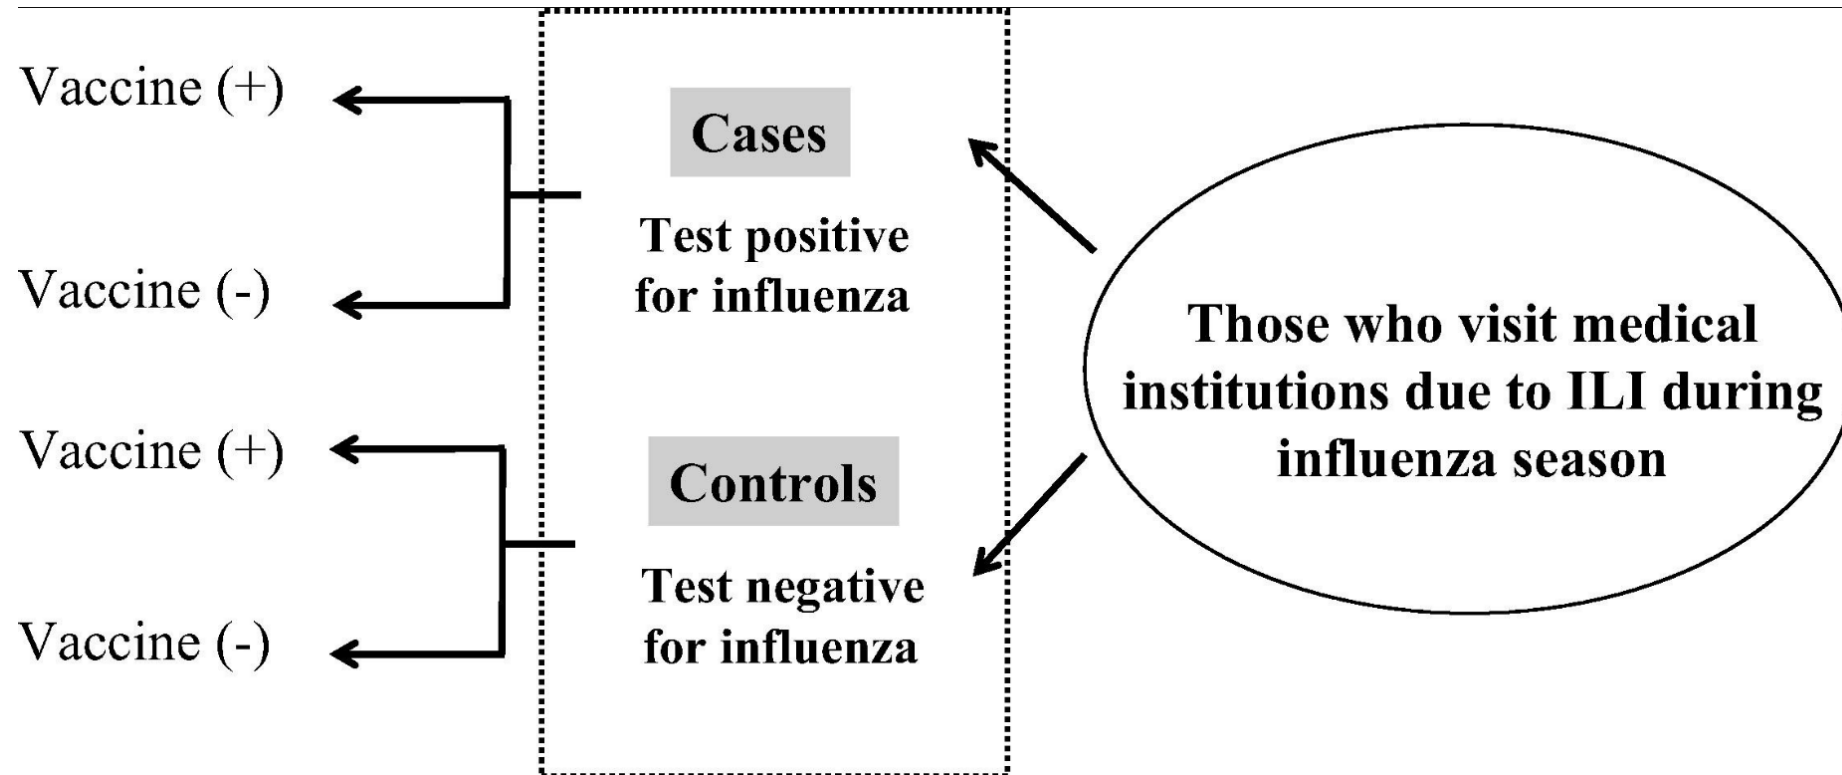 Vaccine (+)
Vaccine (-)
Vaccine (+)
Vaccine (-)
Cases
Test positive
for influenza
Controls
Test negative
for influenza
Those who visit medical
institutions due to ILI during
influenza season